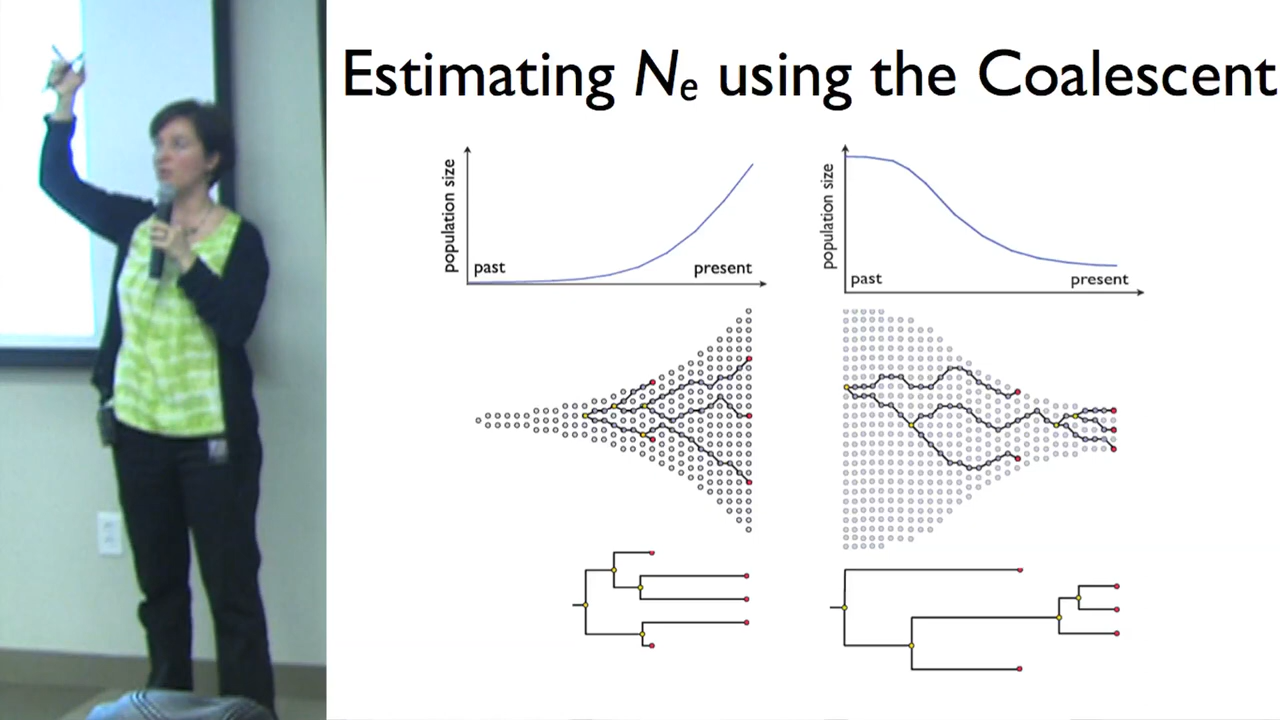 Estimating Ne using the Coalescent
population size
past
present
population size
past
present